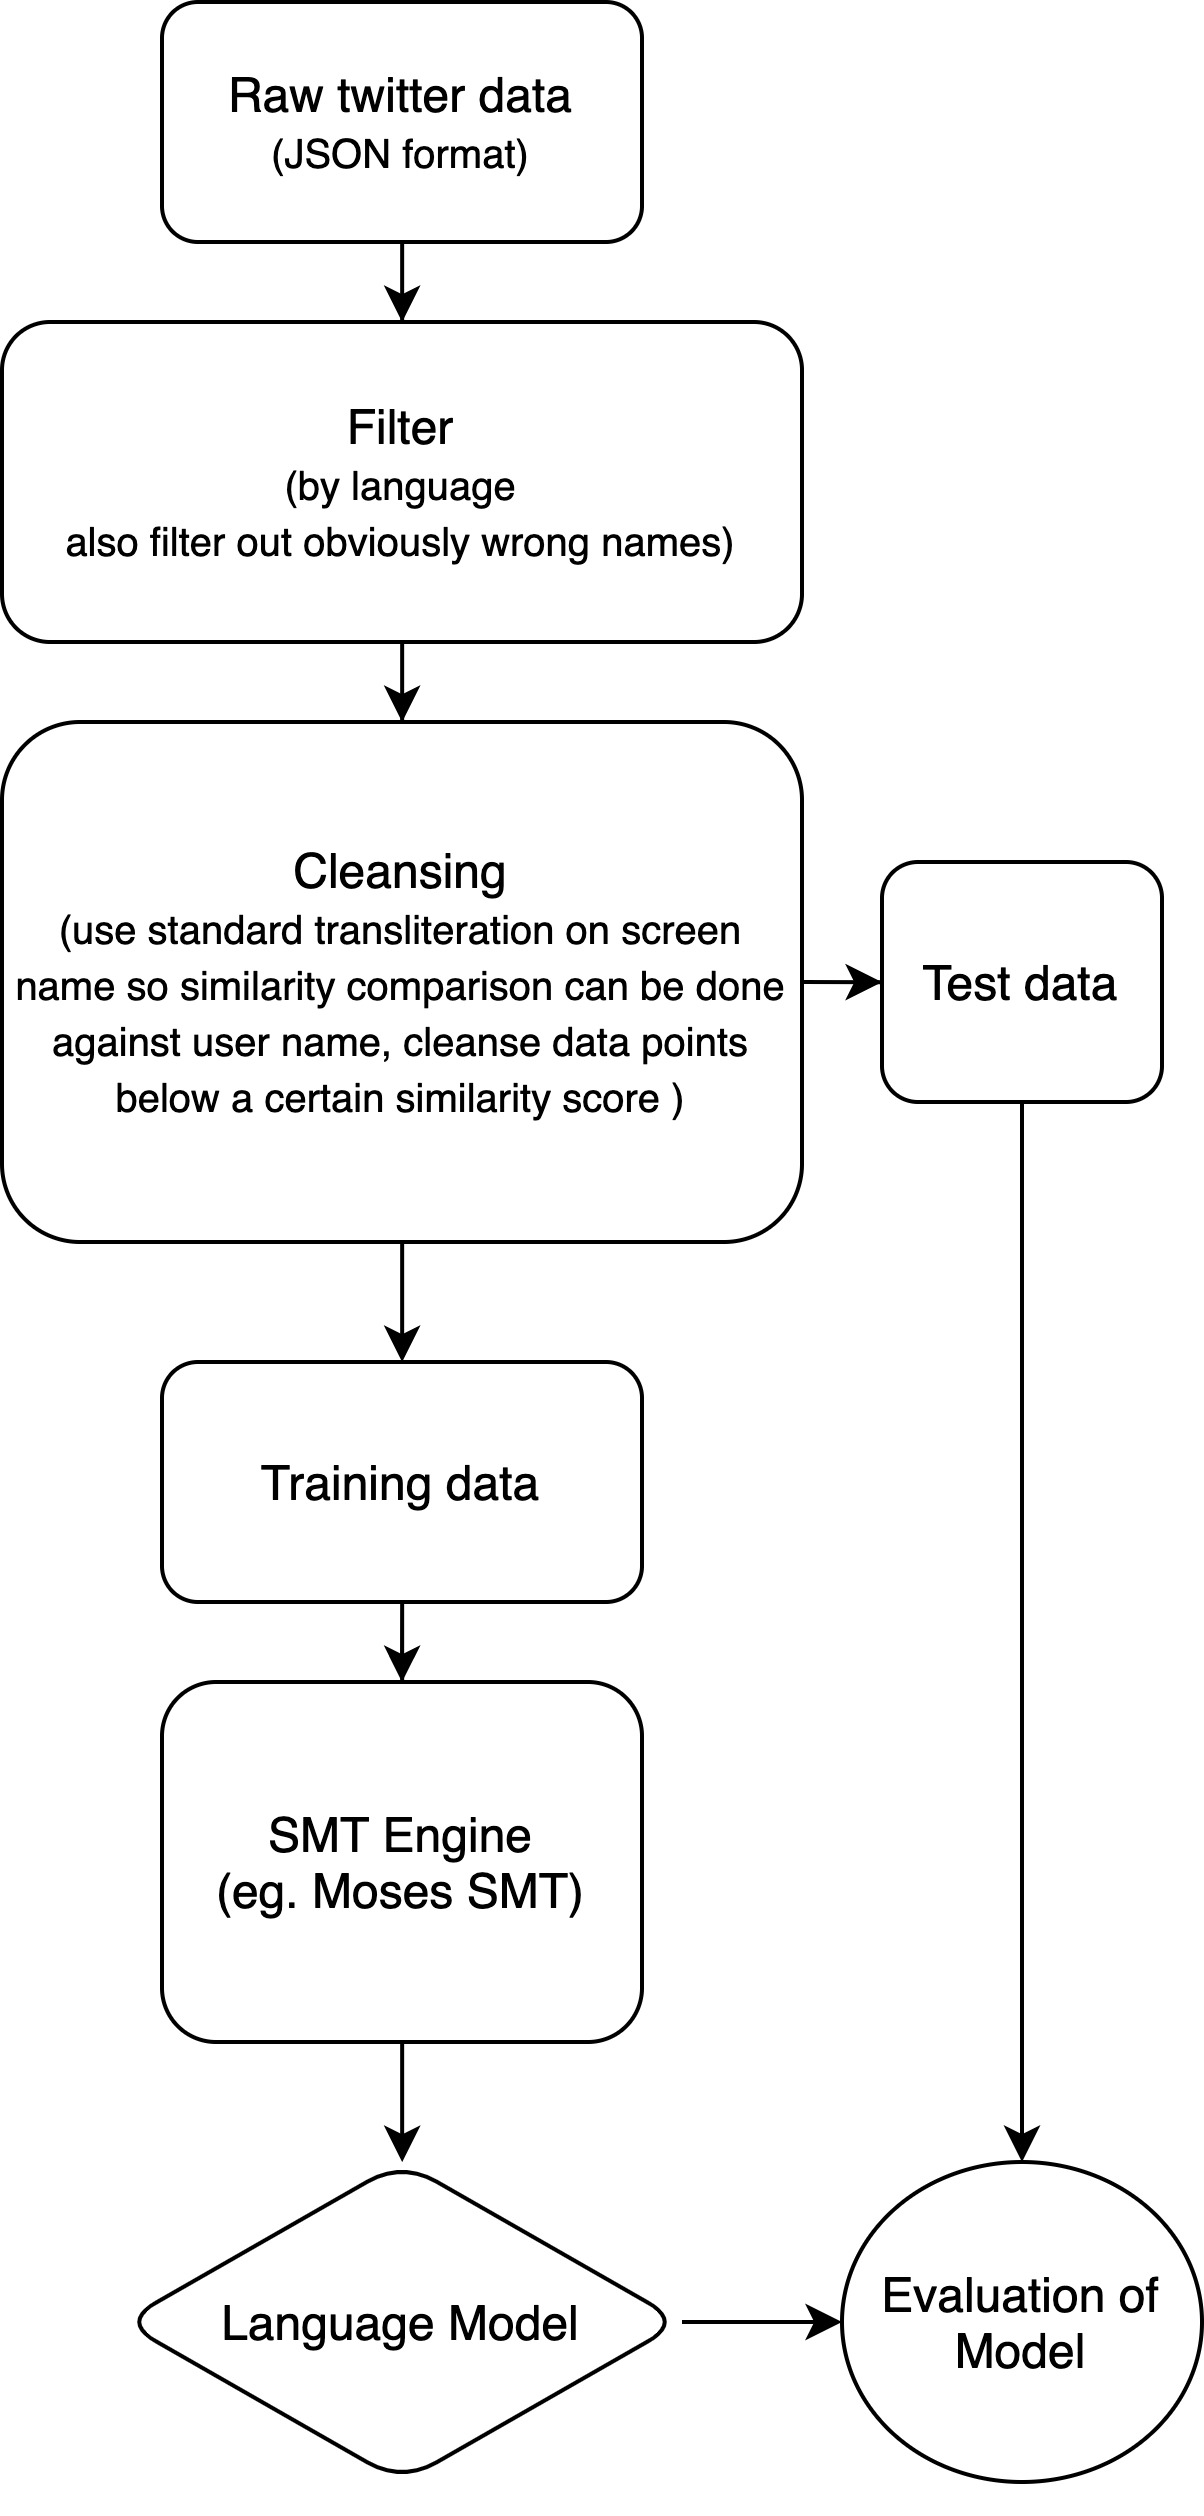 Raw twitter data
(JSON format)
Filter
(by language
also filter out obviously wrong names)
Cleansing
(use standard transliteration on screen
name so similarity comparison can be done
against user name, cleanse data points
below a certain similarity score )
Test data
Training data
SMT Engine
(eg. Moses SMT)
Language Model
Evaluation of
Model